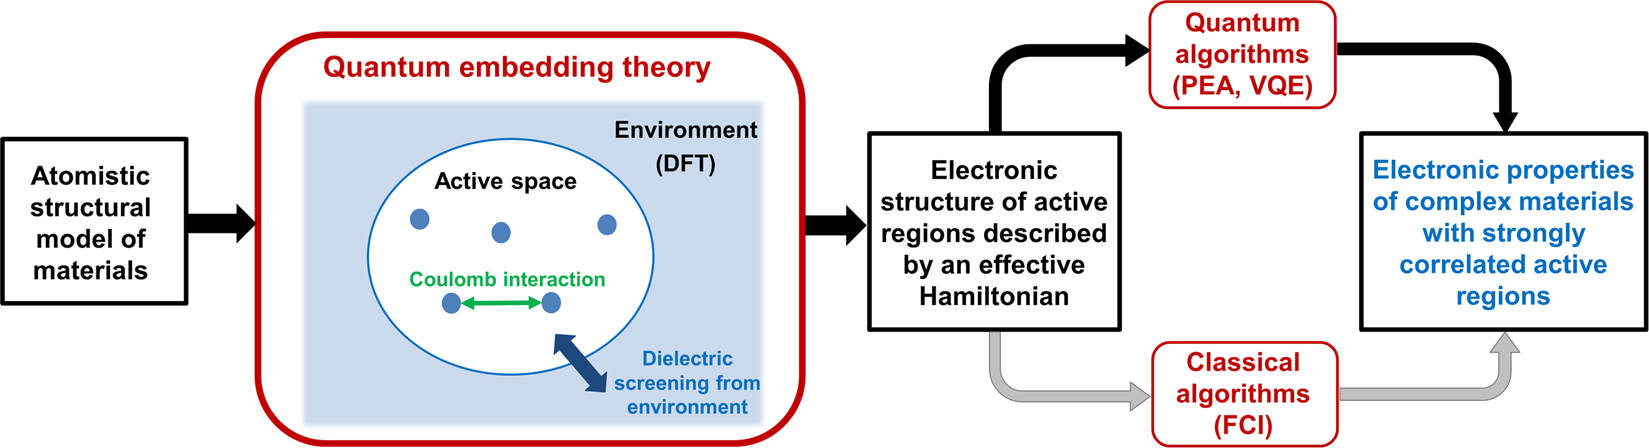 Atomistic
structural
model of
materials
Quantum embedding theory
Environment
(DFT)
Active space
Coulomb interaction
Dielectric
screening from
environment
Electronic
structure of active
regions described
by an effective
Hamiltonian
Quantum
algorithms
(PEA, VQE)
Classical
algorithms
(FCI)
Electronic properties
of complex materials
with strongly
correlated active
regions